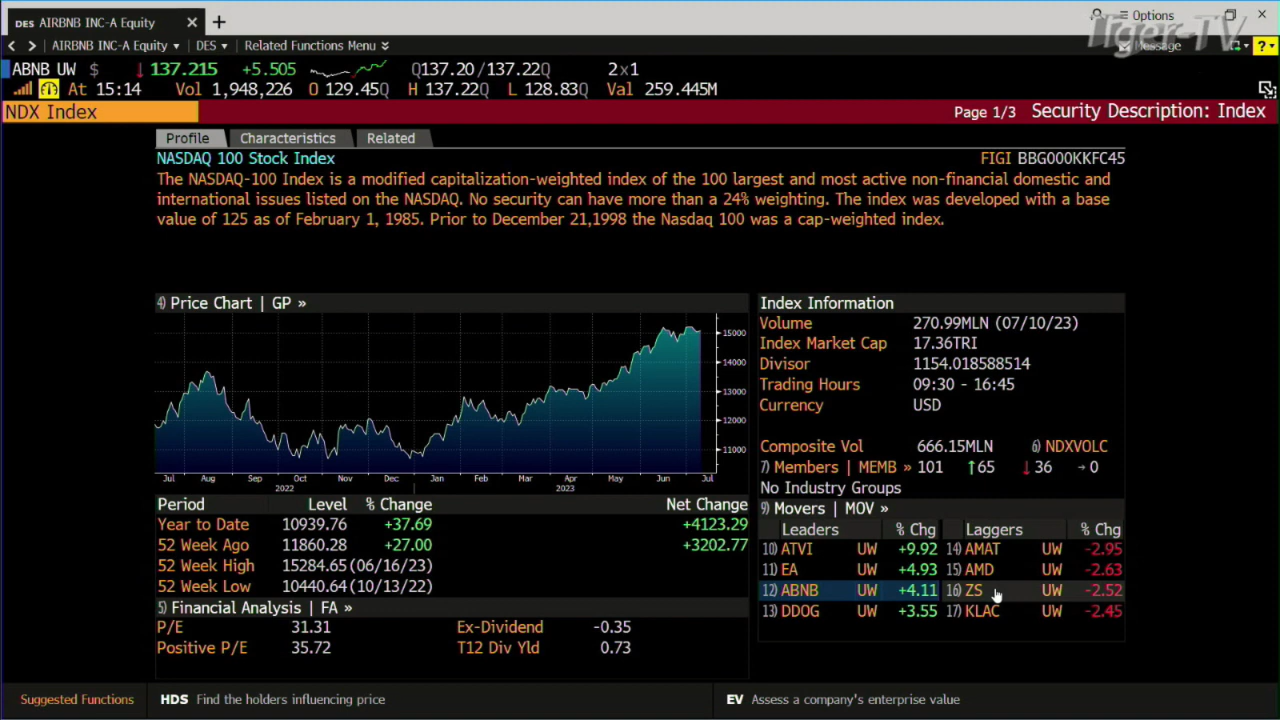 DES AIRBNB INC-A Equity × +
Options
Tiger-TV
< > AIRBNB INC-A Equity DES Related Functions Menu
Message
?
ABNB UW $ ↓137.215 +5.505 Q137.20/137.22Q 2x1
At 15:14 Vol 1,948,226 O 129.45Q H 137.22Q L 128.83Q Val 259.445M
NDX Index Page 1/3 Security Description: Index
Profile Characteristics Related
NASDAQ 100 Stock Index FIGI BBG000KKFC45
The NASDAQ-100 Index is a modified capitalization-weighted index of the 100 largest and most active non-financial domestic and
international issues listed on the NASDAQ. No security can have more than a 24% weighting. The index was developed with a base
value of 125 as of February 1, 1985. Prior to December 21,1998 the Nasdaq 100 was a cap-weighted index.
4) Price Chart | GP »
15000
14000
13000
12000
11000
Jul Aug Sep Oct Nov Dec Jan Feb Mar Apr May Jun Jul
2022 2023
Index Information
Volume 270.99MLN (07/10/23)
Index Market Cap 17.36TRI
Divisor 1154.018588514
Trading Hours 09:30 - 16:45
Currency USD
Composite Vol 666.15MLN 6) NDXVOLC
7) Members | MEMB » 101 ↑65 ↓36 →0
No Industry Groups
Period Level % Change Net Change
Year to Date 10939.76 +37.69 +4123.29
52 Week Ago 11860.28 +27.00 +3202.77
52 Week High 15284.65 (06/16/23)
52 Week Low 10440.64 (10/13/22)
5) Financial Analysis | FA »
P/E 31.31 Ex-Dividend -0.35
Positive P/E 35.72 T12 Div Yld 0.73
9) Movers | MOV »
Leaders % Chg Laggers % Chg
10) ATVI UW +9.92 14) AMAT UW -2.95
11) EA UW +4.93 15) AMD UW -2.63
12) ABNB UW +4.11 16) ZS UW -2.52
13) DDOG UW +3.55 17) KLAC UW -2.45
Suggested Functions HDS Find the holders influencing price EV Assess a company's enterprise value